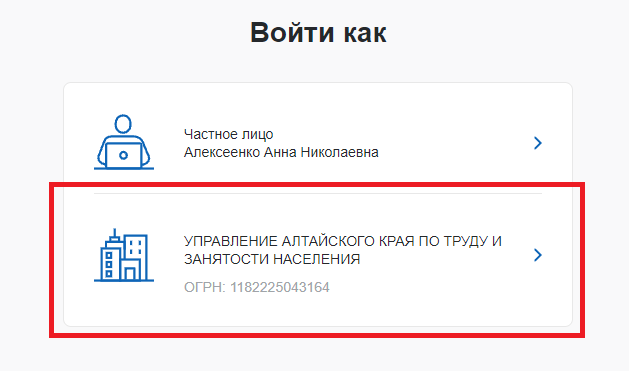 Войти как
Частное лицо
Алексеенко Анна Николаевна
УПРАВЛЕНИЕ АЛТАЙСКОГО КРАЯ ПО ТРУДУ И
ЗАНЯТОСТИ НАСЕЛЕНИЯ
ОГРН: 1182225043164